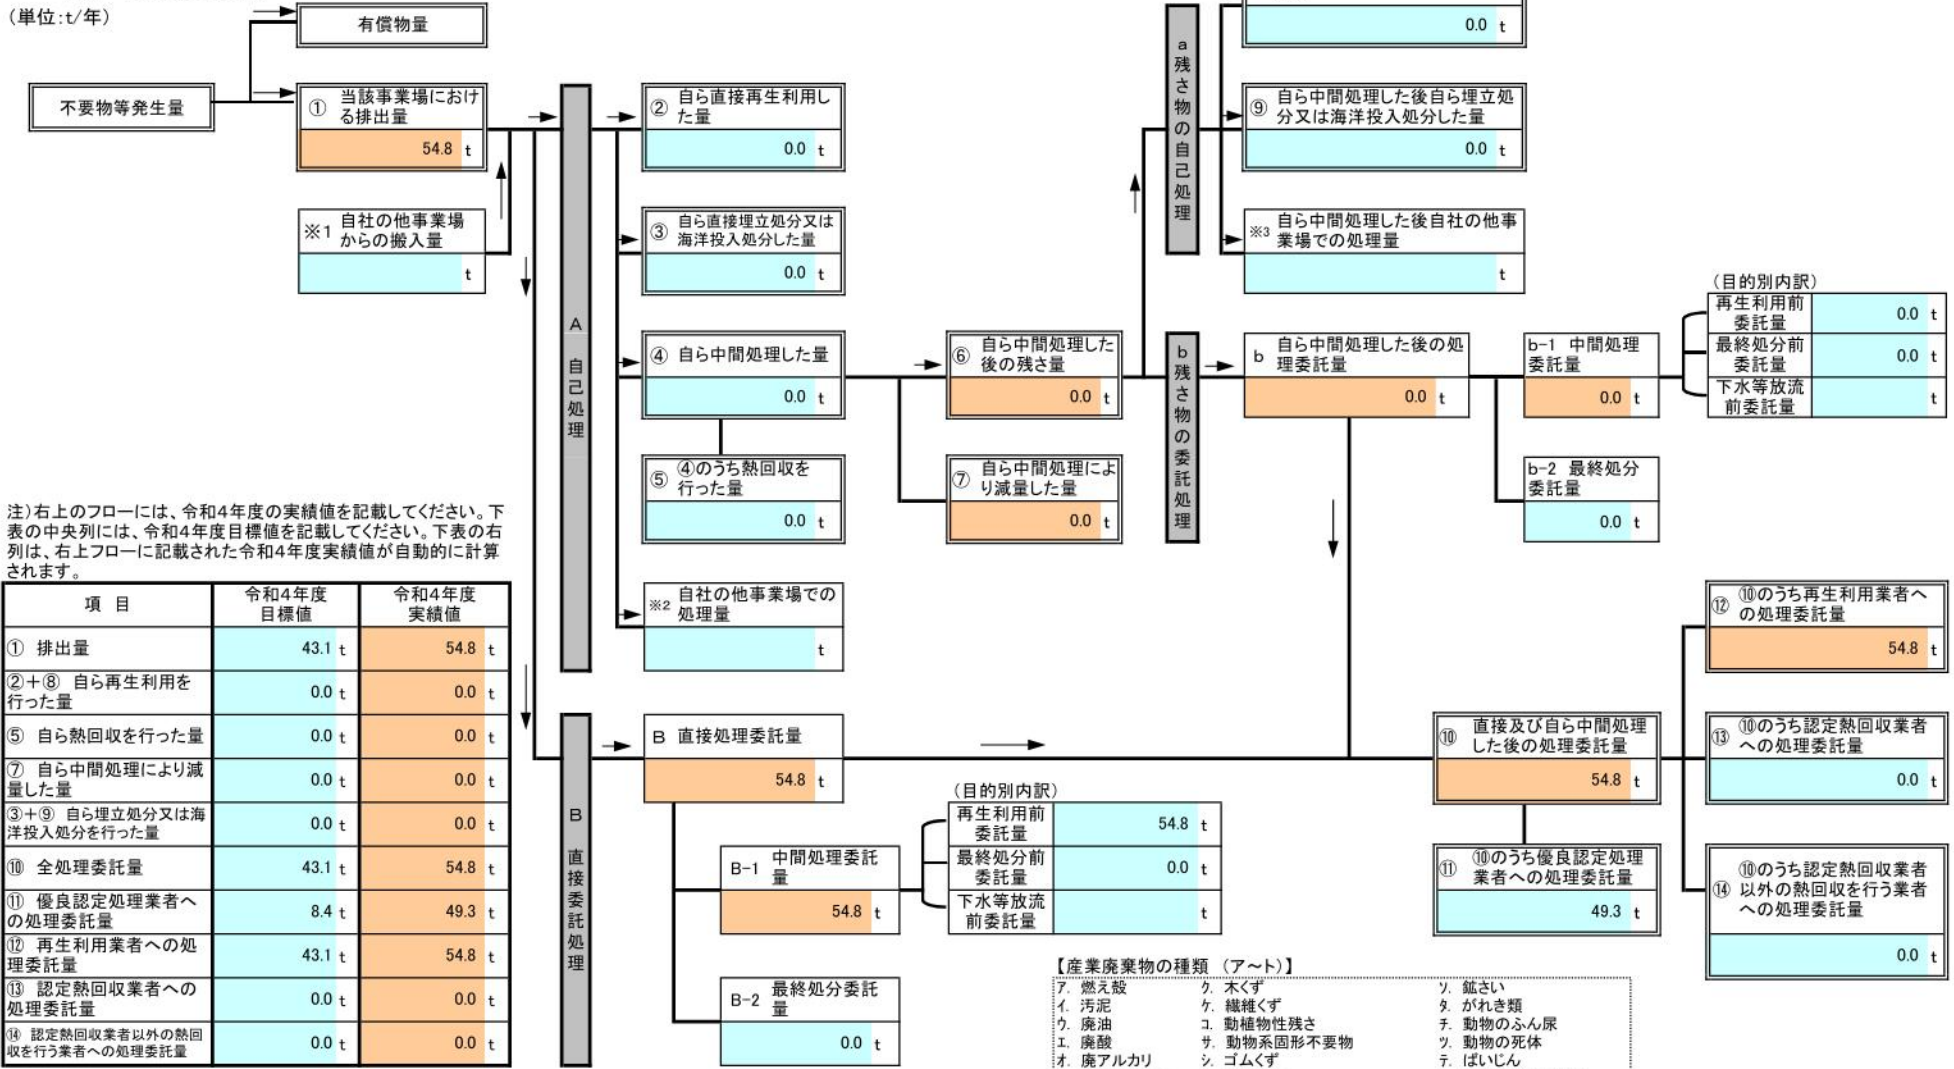 (単位:t/年)
有償物量
不要物等発生量
①
当該事業場におけ
る排出量
54.8 t
※1
自社の他事業場
からの搬入量
t
A 自己処理
②
自ら直接再生利用し
た量
0.0 t
③
自ら直接埋立処分又は
海洋投入処分した量
0.0 t
④ 自ら中間処理した量
0.0 t
⑤
④のうち熱回収を
行った量
0.0 t
※2
自社の他事業場での
処理量
t
⑥
自ら中間処理した
後の残さ量
0.0 t
⑦
自ら中間処理によ
り減量した量
0.0 t
a残さ物の自己処理
0.0 t
⑨
自ら中間処理した後自ら埋立処
分又は海洋投入処分した量
0.0 t
※3
自ら中間処理した後自社の他事
業場での処理量
t
b残さ物の委託処理
b
自ら中間処理した後の処
理委託量
0.0 t
b-1 中間処理
委託量
0.0 t
b-2 最終処分
委託量
0.0 t
(目的別内訳)
再生利用前
委託量
0.0 t
最終処分前
委託量
0.0 t
下水等放流
前委託量
t
注)右上のフローには、令和4年度の実績値を記載してください。下
表の中央列には、令和4年度目標値を記載してください。下表の右
列は、右上フローに記載された令和4年度実績値が自動的に計算
されます。
項 目
令和4年度
目標値
令和4年度
実績値
① 排出量
43.1 t
54.8 t
②+⑧ 自ら再生利用を
行った量
0.0 t
0.0 t
⑤ 自ら熱回収を行った量
0.0 t
0.0 t
⑦ 自ら中間処理により減
量した量
0.0 t
0.0 t
③+⑨ 自ら埋立処分又は海
洋投入処分を行った量
0.0 t
0.0 t
⑩ 全処理委託量
43.1 t
54.8 t
⑪ 優良認定処理業者へ
の処理委託量
8.4 t
49.3 t
⑫ 再生利用業者への処
理委託量
43.1 t
54.8 t
⑬ 認定熱回収業者への
処理委託量
0.0 t
0.0 t
⑭ 認定熱回収業者以外の熱回
収を行う業者への処理委託量
0.0 t
0.0 t
B 直接委託処理
B 直接処理委託量
54.8 t
B-1
中間処理委託
量
54.8 t
B-2
最終処分委託
量
0.0 t
(目的別内訳)
再生利用前
委託量
54.8 t
最終処分前
委託量
0.0 t
下水等放流
前委託量
t
⑩
直接及び自ら中間処理
した後の処理委託量
54.8 t
⑪
⑩のうち優良認定処理
業者への処理委託量
49.3 t
⑫
⑩のうち再生利用業者へ
の処理委託量
54.8 t
⑬
⑩のうち認定熱回収業者
への処理委託量
0.0 t
⑭
⑩のうち認定熱回収業者
以外の熱回収を行う業者
への処理委託量
0.0 t
【産業廃棄物の種類 (ア~ト)】
ア. 燃え殻
イ. 汚泥
ウ. 廃油
エ. 廃酸
オ. 廃アルカリ
ク. 木くず
ケ. 繊維くず
コ. 動植物性残さ
サ. 動物系固形不要物
シ. ゴムくず
ソ. 鉱さい
タ. がれき類
チ. 動物のふん尿
ツ. 動物の死体
テ. ばいじん